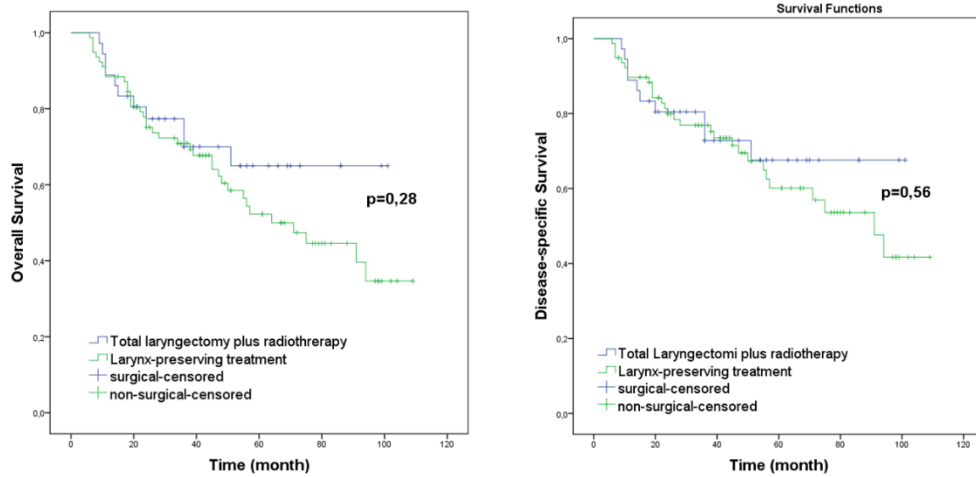 Overall Survival
1,0
0,8
0,6
0,4
0,2
0,0
p=0,28
Total laryngectomy plus radiothrerapy
Larynx-preserving treatment
surgical-censored
non-surgical-censored
0 20 40 60 80 100 120
Time (month)
Survival Functions
Disease-specific Survival
1,0
0,8
0,6
0,4
0,2
0,0
p=0,56
Total Laryngectomi plus radiotherapy
Larynx-preserving treatment
surgical-censored
non-surgical-censored
0 20 40 60 80 100 120
Time (month)